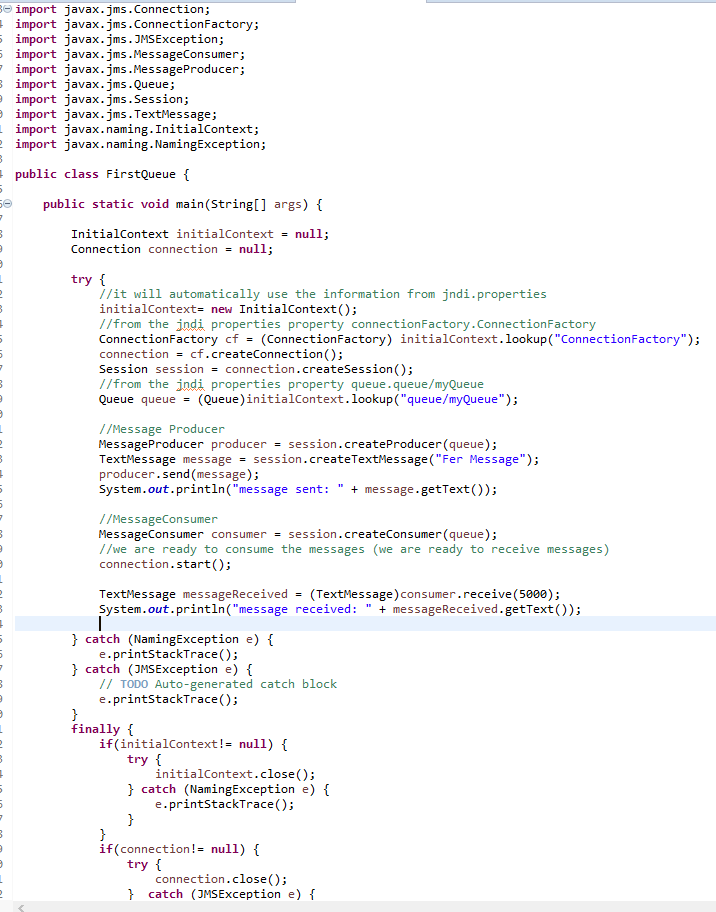 import javax.jms.Connection;
import javax.jms.ConnectionFactory;
import javax.jms.JMSException;
import javax.jms.MessageConsumer;
import javax.jms.MessageProducer;
import javax.jms.Queue;
import javax.jms.Session;
import javax.jms.TextMessage;
import javax.naming.InitialContext;
import javax.naming.NamingException;

public class FirstQueue {

    public static void main(String[] args) {

        InitialContext initialContext = null;
        Connection connection = null;

        try {
            //it will automatically use the information from jndi.properties
            initialContext= new InitialContext();
            //from the jndi properties property connectionFactory.ConnectionFactory
            ConnectionFactory cf = (ConnectionFactory) initialContext.lookup("ConnectionFactory");
            connection = cf.createConnection();
            Session session = connection.createSession();
            //from the jndi properties property queue.queue/myQueue
            Queue queue = (Queue)initialContext.lookup("queue/myQueue");

            //Message Producer
            MessageProducer producer = session.createProducer(queue);
            TextMessage message = session.createTextMessage("Fer Message");
            producer.send(message);
            System.out.println("message sent: " + message.getText());

            //MessageConsumer
            MessageConsumer consumer = session.createConsumer(queue);
            //we are ready to consume the messages (we are ready to receive messages)
            connection.start();

            TextMessage messageReceived = (TextMessage)consumer.receive(5000);
            System.out.println("message received: " + messageReceived.getText());

        } catch (NamingException e) {
            e.printStackTrace();
        } catch (JMSException e) {
            // TODO Auto-generated catch block
            e.printStackTrace();
        }
        finally {
            if(initialContext!= null) {
                try {
                    initialContext.close();
                } catch (NamingException e) {
                    e.printStackTrace();
                }
            }
            if(connection!= null) {
                try {
                    connection.close();
                }  catch (JMSException e) {